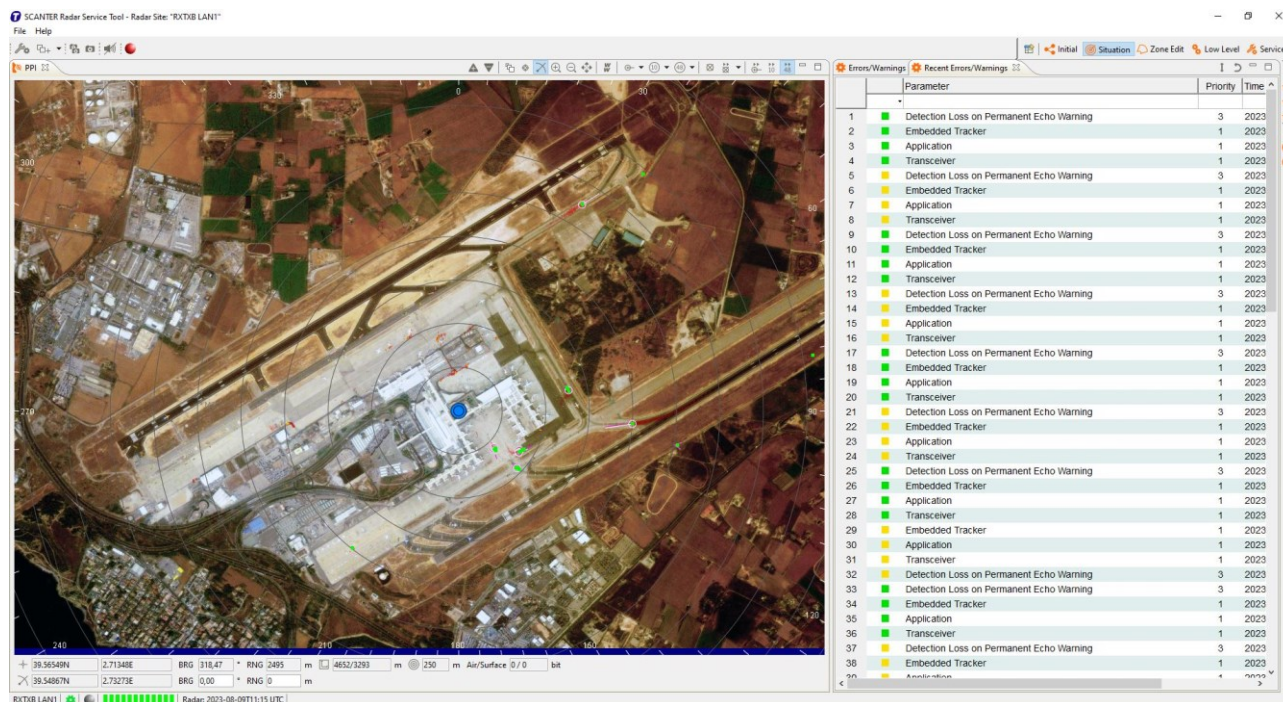 SCANTER Radar Service Tool - Radar Site: "RXTXB LAN1"
File Help
Initial Situation Zone Edit Low Level Service
PPI
Errors/Warnings Recent Errors/Warnings
Parameter Priority Time
1 Detection Loss on Permanent Echo Warning 3 2023
2 Embedded Tracker 1 2023
3 Application 1 2023
4 Transceiver 1 2023
5 Detection Loss on Permanent Echo Warning 3 2023
6 Embedded Tracker 1 2023
7 Application 1 2023
8 Transceiver 1 2023
9 Detection Loss on Permanent Echo Warning 3 2023
10 Embedded Tracker 1 2023
11 Application 1 2023
12 Transceiver 1 2023
13 Detection Loss on Permanent Echo Warning 3 2023
14 Embedded Tracker 1 2023
15 Application 1 2023
16 Transceiver 1 2023
17 Detection Loss on Permanent Echo Warning 3 2023
18 Embedded Tracker 1 2023
19 Application 1 2023
20 Transceiver 1 2023
21 Detection Loss on Permanent Echo Warning 3 2023
22 Embedded Tracker 1 2023
23 Application 1 2023
24 Transceiver 1 2023
25 Detection Loss on Permanent Echo Warning 3 2023
26 Embedded Tracker 1 2023
27 Application 1 2023
28 Transceiver 1 2023
29 Embedded Tracker 1 2023
30 Application 1 2023
31 Transceiver 1 2023
32 Detection Loss on Permanent Echo Warning 3 2023
33 Detection Loss on Permanent Echo Warning 3 2023
34 Embedded Tracker 1 2023
35 Application 1 2023
36 Transceiver 1 2023
37 Detection Loss on Permanent Echo Warning 3 2023
38 Embedded Tracker 1 2023
39 Application 1 2023
0
30
60
90
120
150
180
210
240
270
300
330
39.56549N 2.71348E BRG 318,47 ° RNG 2495 m 4652/3293 m 250 m Air/Surface 0 / 0 bit
39.54867N 2.73273E BRG 0,00 ° RNG 0 m
RXTXB LAN1 Radar: 2023-08-09T11:15 UTC